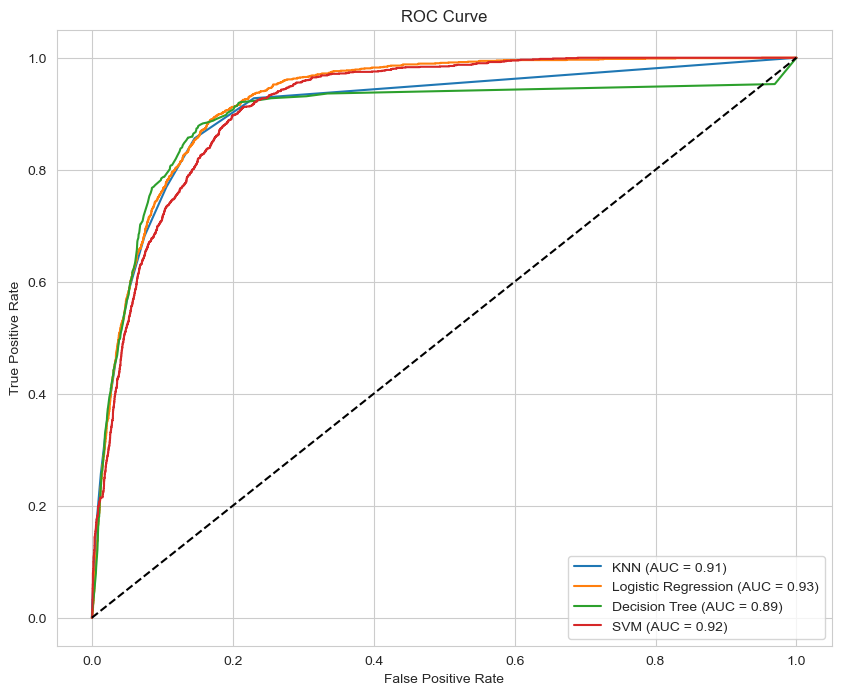 ROC Curve
1.0
0.8
0.6
0.4
0.2
0.0
True Positive Rate
0.0 0.2 0.4 0.6 0.8 1.0
False Positive Rate
KNN (AUC = 0.91)
Logistic Regression (AUC = 0.93)
Decision Tree (AUC = 0.89)
SVM (AUC = 0.92)